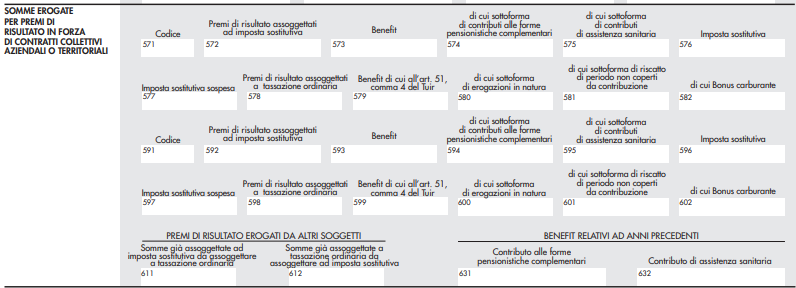 SOMME EROGATE
PER PREMI DI
RISULTATO IN FORZA
DI CONTRATTI COLLETTIVI
AZIENDALI O TERRITORIALI
Codice
571
Premi di risultato assoggettati
ad imposta sostitutiva
572
Benefit
573
di cui sottoforma
di contributi alle forme
pensionistiche complementari
574
di cui sottoforma
di contributi
di assistenza sanitaria
575
Imposta sostitutiva
576
Imposta sostitutiva sospesa
577
Premi di risultato assoggettati
a tassazione ordinaria
578
Benefit di cui all'art. 51,
comma 4 del Tuir
579
di cui sottoforma
di erogazioni in natura
580
di cui sottoforma di riscatto
di periodo non coperti
da contribuzione
581
di cui Bonus carburante
582
Codice
591
Premi di risultato assoggettati
ad imposta sostitutiva
592
Benefit
593
di cui sottoforma
di contributi alle forme
pensionistiche complementari
594
di cui sottoforma
di contributi
di assistenza sanitaria
595
Imposta sostitutiva
596
Imposta sostitutiva sospesa
597
Premi di risultato assoggettati
a tassazione ordinaria
598
Benefit di cui all'art. 51,
comma 4 del Tuir
599
di cui sottoforma
di erogazioni in natura
600
di cui sottoforma di riscatto
di periodo non coperti
da contribuzione
601
di cui Bonus carburante
602
PREMI DI RISULTATO EROGATI DA ALTRI SOGGETTI
Somme già assoggettate ad
imposta sostitutiva da assoggettare
a tassazione ordinaria
611
Somme già assoggettate a
tassazione ordinaria da
assoggettare ad imposta sostitutiva
612
BENEFIT RELATIVI AD ANNI PRECEDENTI
Contributo alle forme
pensionistiche complementari
631
Contributo di assistenza sanitaria
632